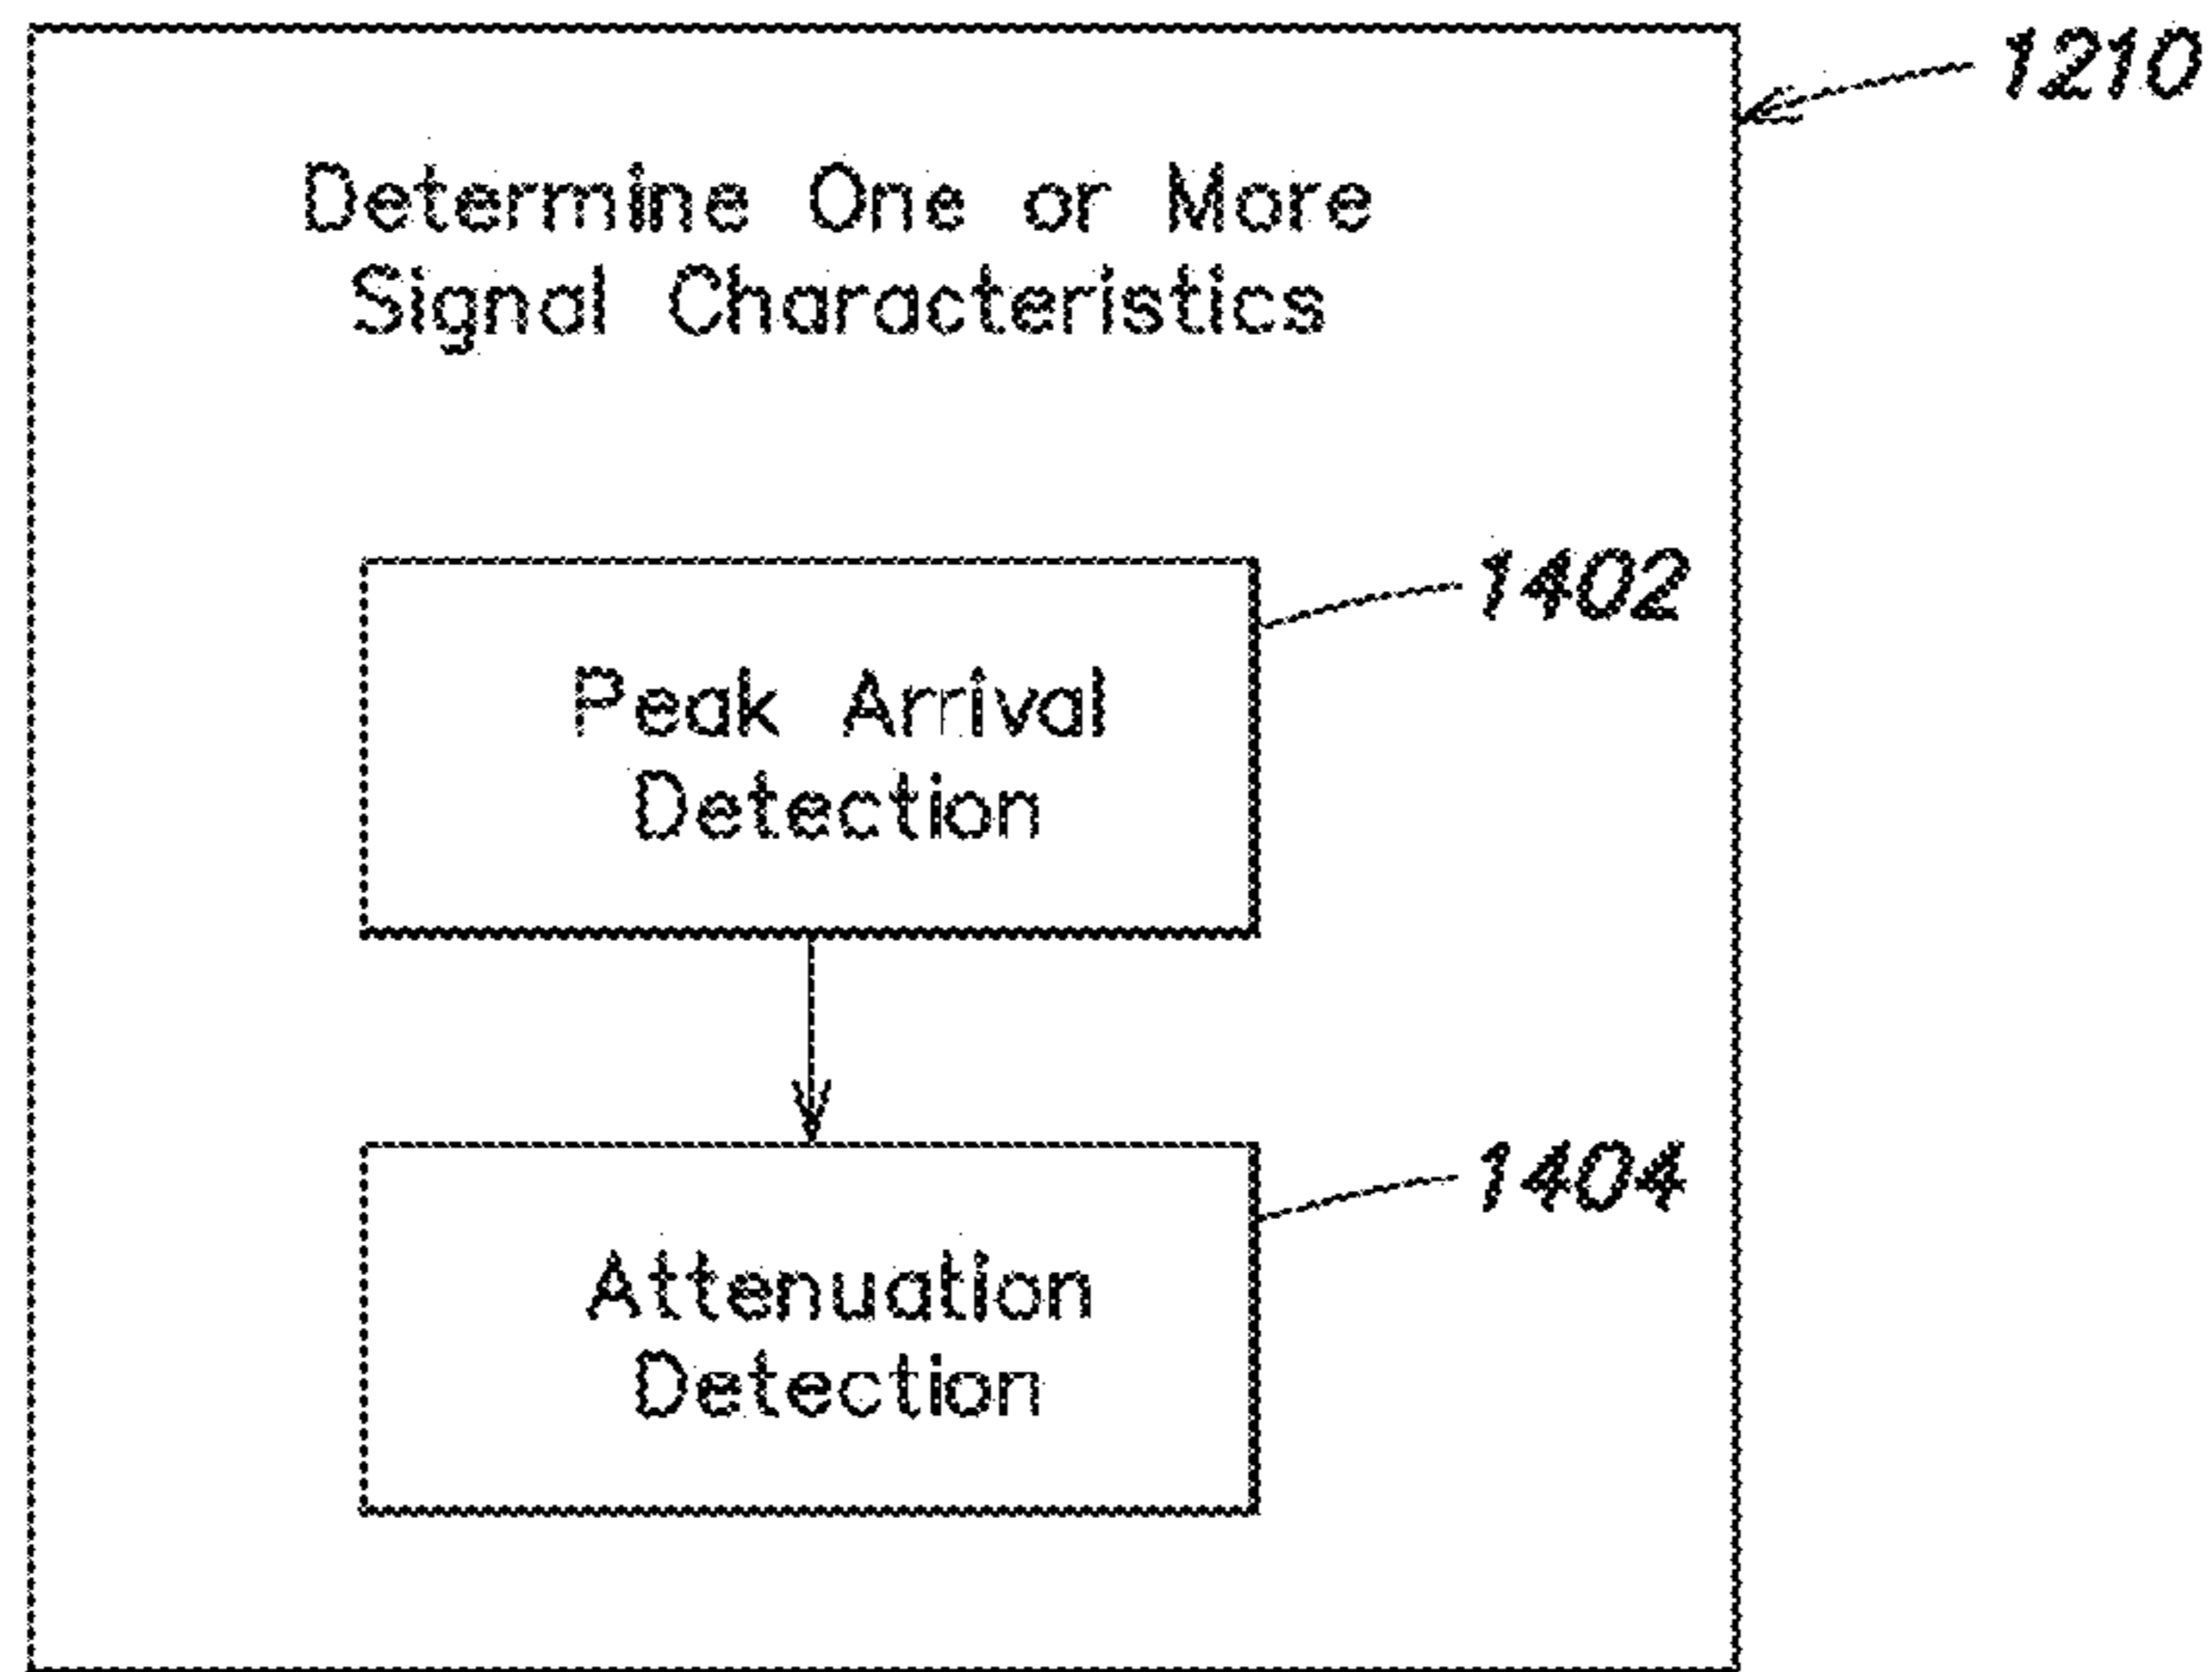 1210
Determine One or More
Signal Characteristics
1402
Peak Arrival
Detection
1404
Attenuation
Detection